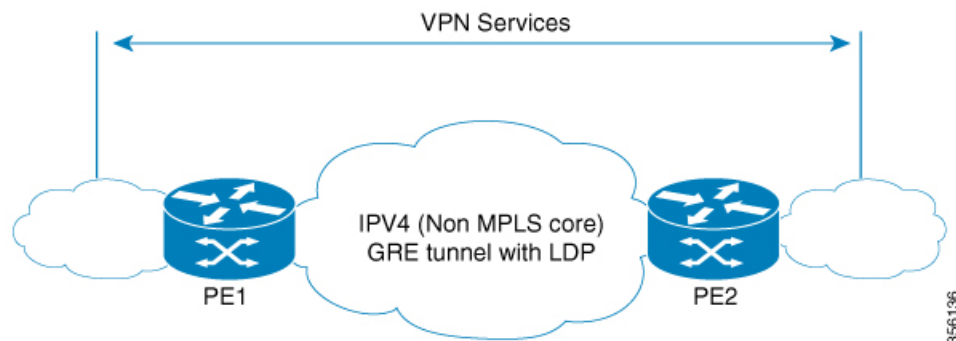 VPN Services
IPV4 (Non MPLS core)
GRE tunnel with LDP
PE1
PE2
356136